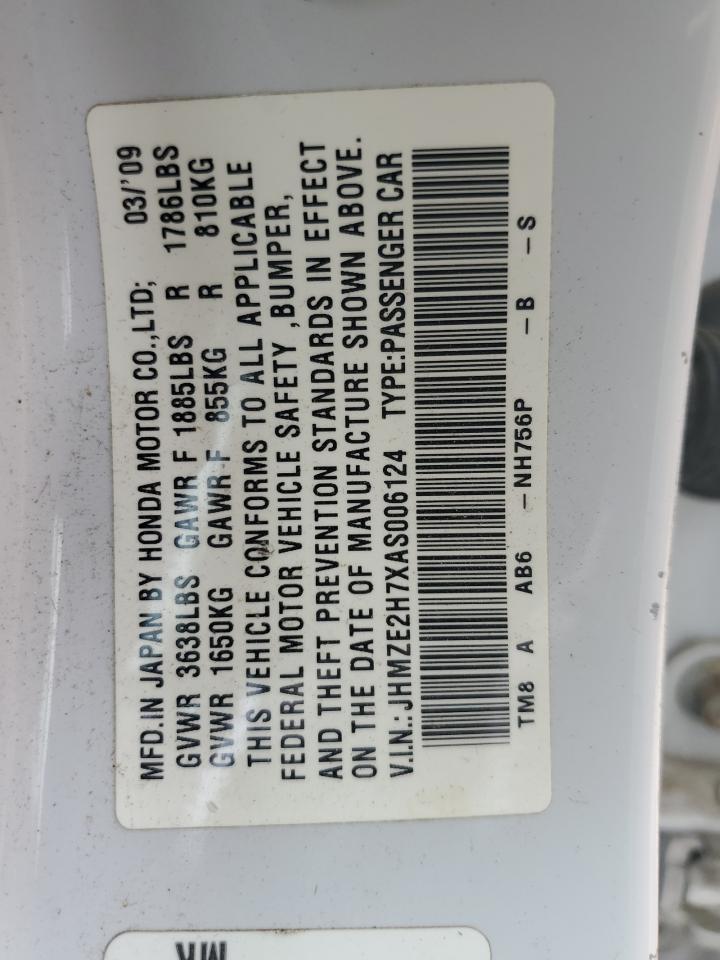 MFD.IN JAPAN BY HONDA MOTOR CO.,LTD; 03/'09
GVWR 3638LBS GAWR F 1885LBS R 1786LBS
GVWR 1650KG GAWR F 855KG R 810KG
THIS VEHICLE CONFORMS TO ALL APPLICABLE
FEDERAL MOTOR VEHICLE SAFETY ,BUMPER,
AND THEFT PREVENTION STANDARDS IN EFFECT
ON THE DATE OF MANUFACTURE SHOWN ABOVE.
V.I.N.: JHMZE2H7XAS006124 TYPE:PASSENGER CAR
TM8 A AB6 -NH756P -B -S